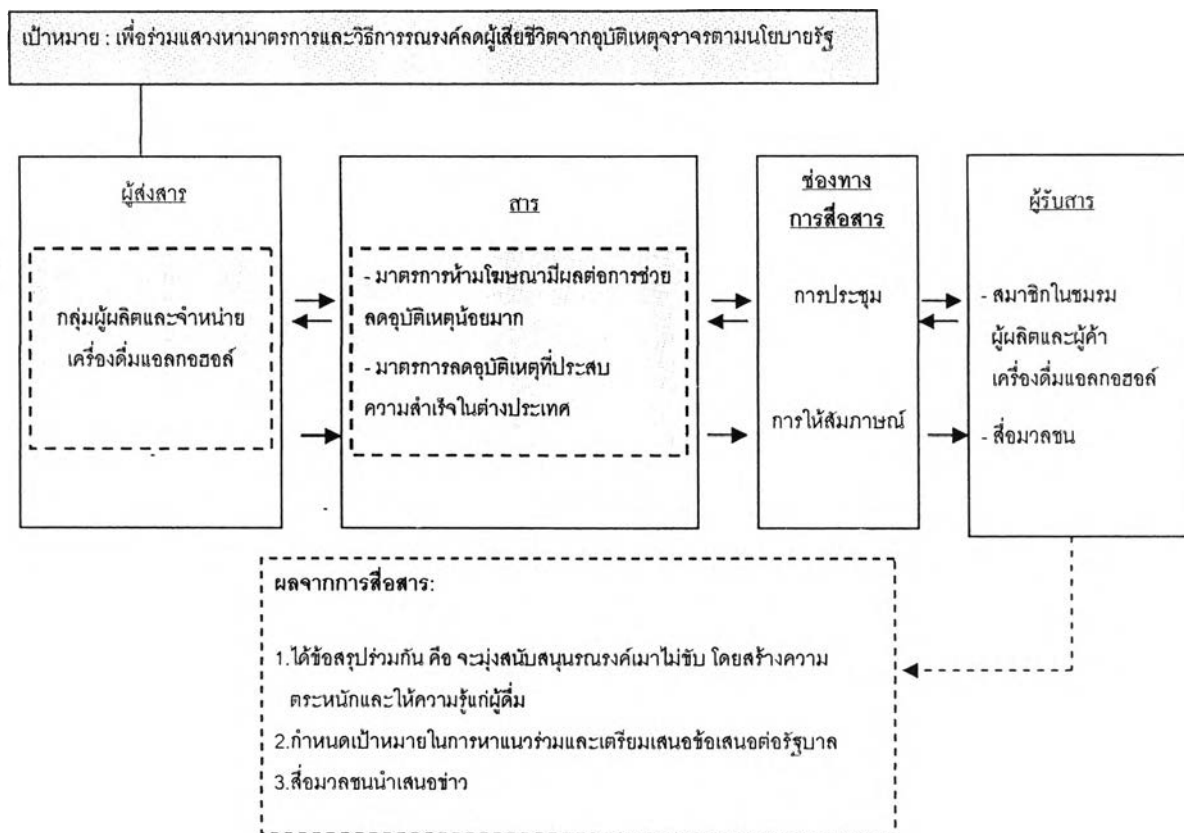 เป้าหมาย : เพื่อร่วมแสวงหามาตรการและวิธีการรณรงค์ลดผู้เสียชีวิตจากอุบัติเหตุจราจรตามนโยบายรัฐ
ผู้ส่งสาร
กลุ่มผู้ผลิตและจำหน่าย
เครื่องดื่มแอลกอฮอล์
สาร
- มาตรการห้ามโฆษณามีผลต่อการช่วย
ลดอุบัติเหตุน้อยมาก
- มาตรการลดอุบัติเหตุที่ประสบ
ความสำเร็จในต่างประเทศ
ช่องทาง
การสื่อสาร
การประชุม
การให้สัมภาษณ์
ผู้รับสาร
- สมาชิกในชมรม
ผู้ผลิตและผู้ค้า
เครื่องดื่มแอลกอฮอล์
- สื่อมวลชน
ผลจากการสื่อสาร:
1.ได้ข้อสรุปร่วมกัน คือ จะมุ่งสนับสนุนรณรงค์เมาไม่ขับ โดยสร้างความ
ตระหนักและให้ความรู้แก่ผู้ดื่ม
2.กำหนดเป้าหมายในการหาแนวร่วมและเตรียมเสนอข้อเสนอต่อรัฐบาล
3.สื่อมวลชนนำเสนอข่าว